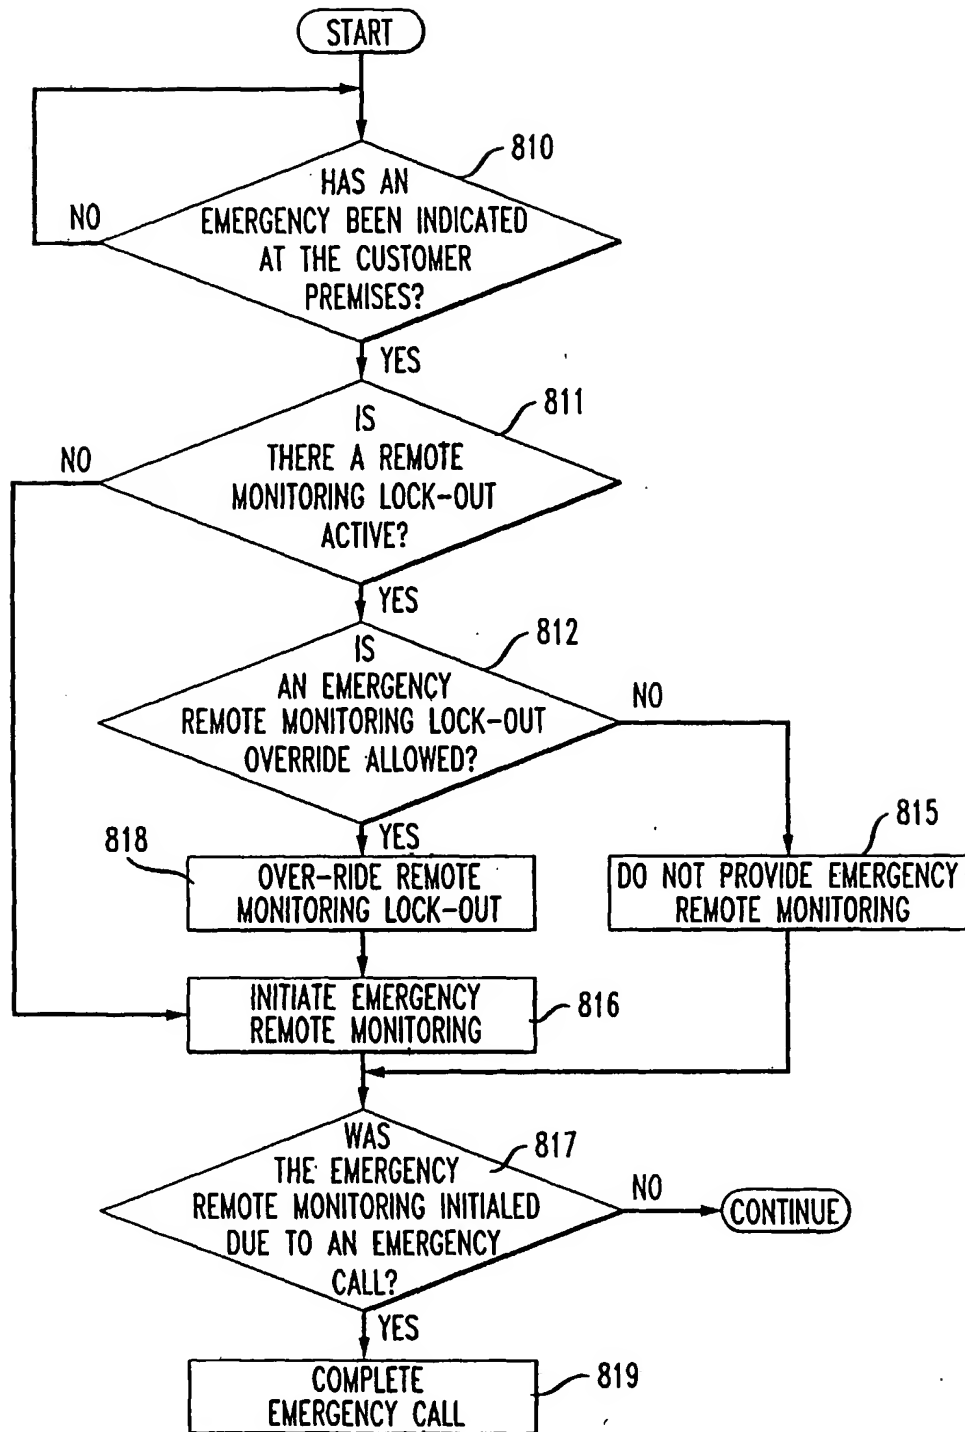 START
810
HAS AN
EMERGENCY BEEN INDICATED
AT THE CUSTOMER
PREMISES?
NO
YES
811
IS
THERE A REMOTE
MONITORING LOCK-OUT
ACTIVE?
NO
YES
812
IS
AN EMERGENCY
REMOTE MONITORING LOCK-OUT
OVERRIDE ALLOWED?
NO
YES
818
OVER-RIDE REMOTE
MONITORING LOCK-OUT
815
DO NOT PROVIDE EMERGENCY
REMOTE MONITORING
INITIATE EMERGENCY
REMOTE MONITORING
816
WAS
THE EMERGENCY
REMOTE MONITORING INITIALED
DUE TO AN EMERGENCY
CALL?
817
NO
CONTINUE
YES
COMPLETE
EMERGENCY CALL
819